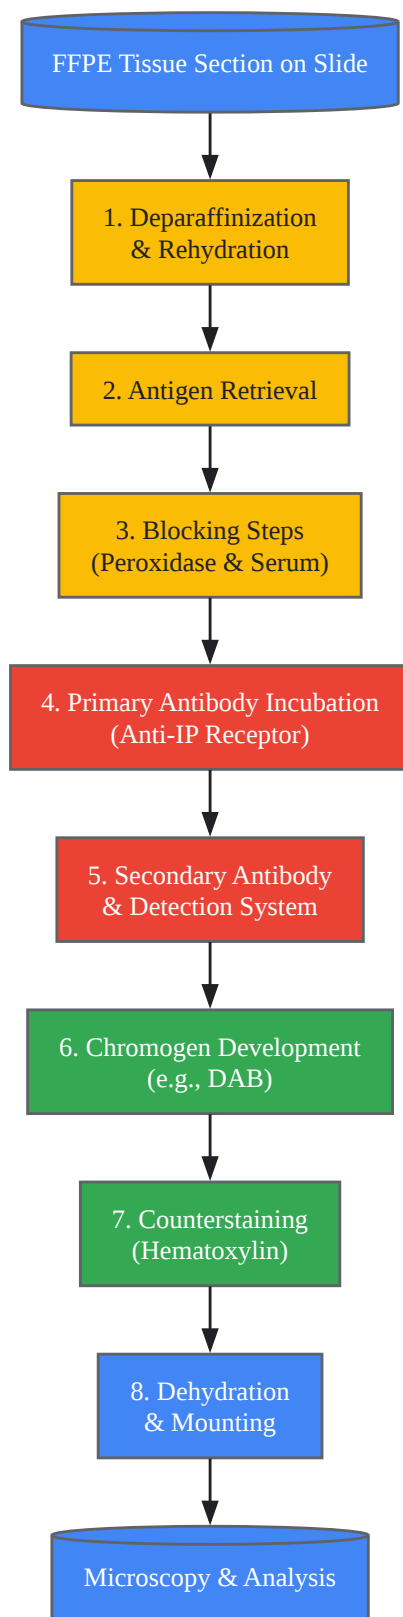 FFPE Tissue Section on Slide
1. Deparaffinization
& Rehydration
2. Antigen Retrieval
3. Blocking Steps
(Peroxidase & Serum)
4. Primary Antibody Incubation
(Anti-IP Receptor)
5. Secondary Antibody
& Detection System
6. Chromogen Development
(e.g., DAB)
7. Counterstaining
(Hematoxylin)
8. Dehydration
& Mounting
Microscopy & Analysis